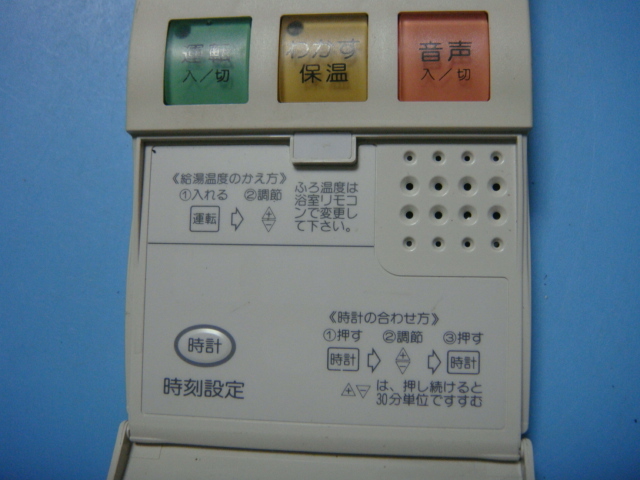 運転
入／切
わかす
保温
音声
入／切
《給湯温度のかえ方》
①入れる ②調節
運転
ふろ温度は
浴室リモコ
ンで変更し
て下さい。
《時計の合わせ方》
①押す ②調節 ③押す
時計 時計
時計
時刻設定
は、押し続けると
30分単位ですすむ